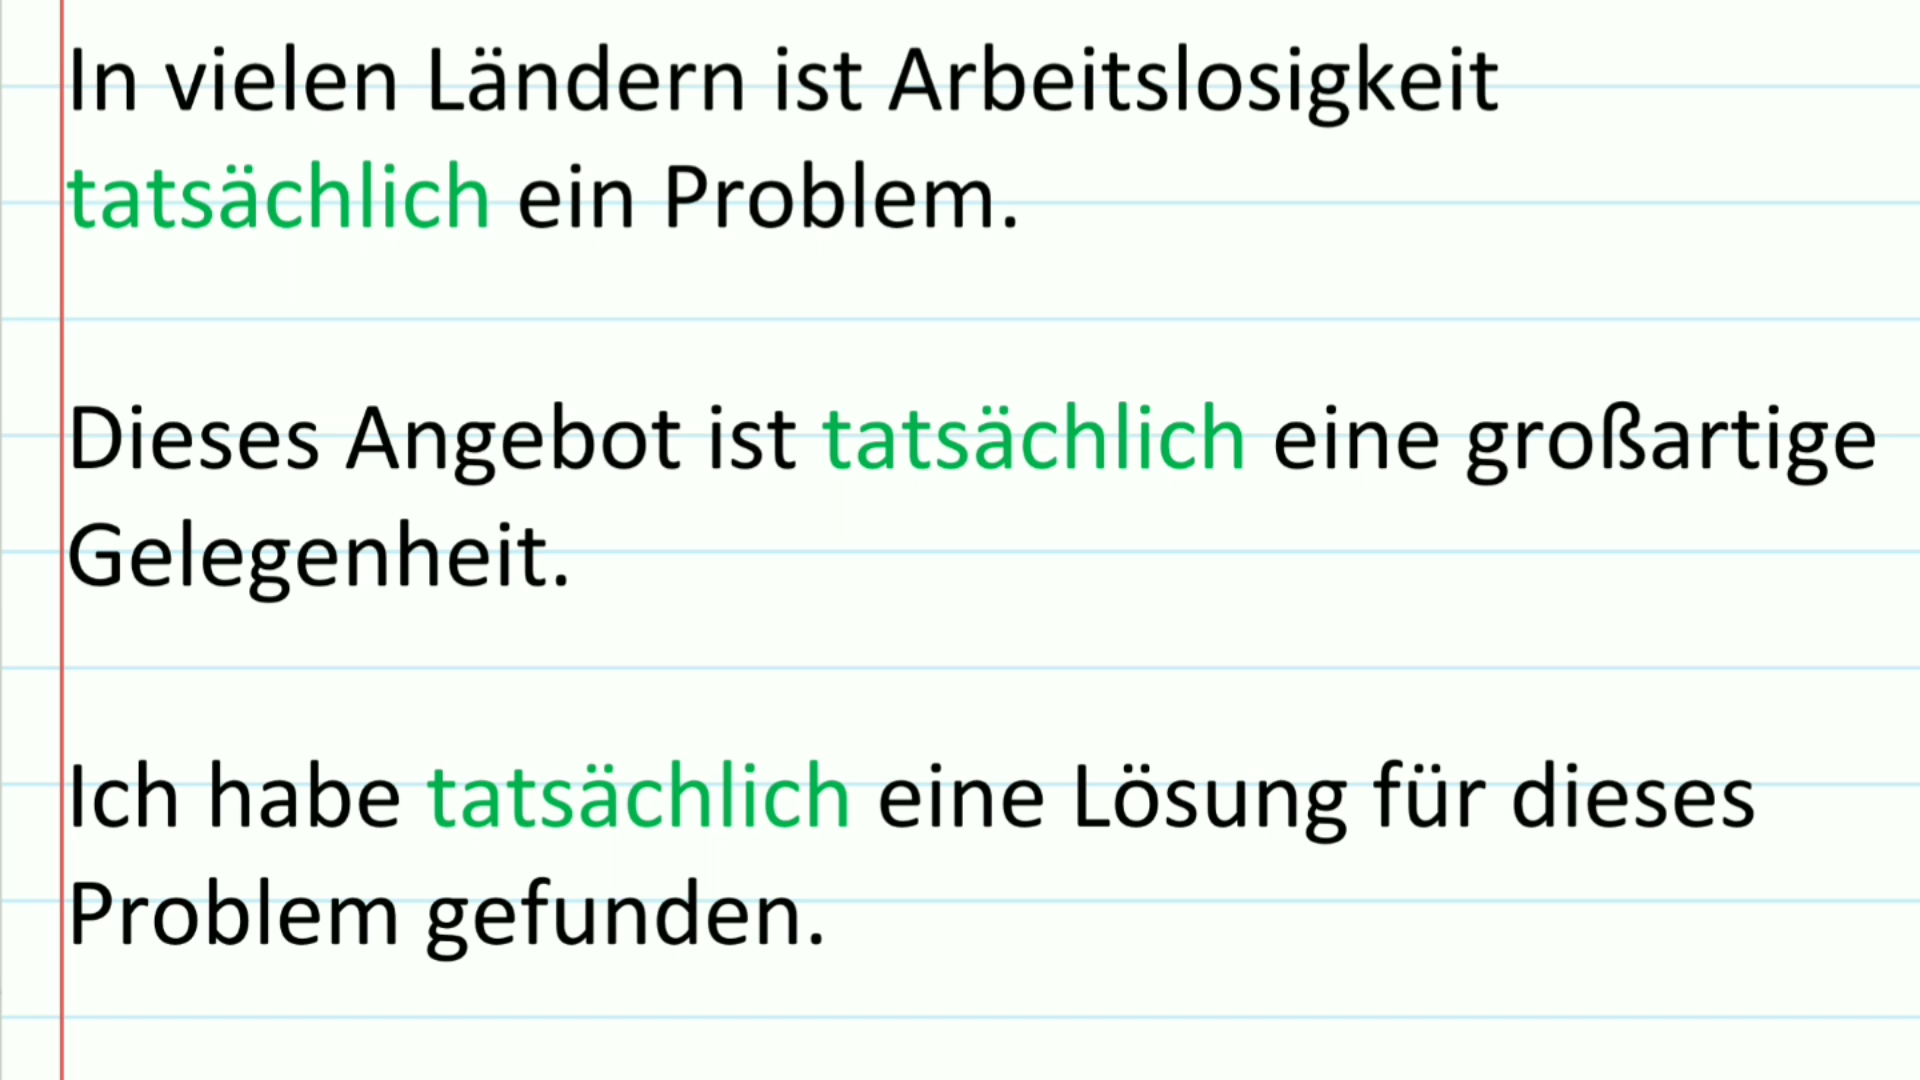 In vielen Ländern ist Arbeitslosigkeit
tatsächlich ein Problem.
Dieses Angebot ist tatsächlich eine großartige
Gelegenheit.
Ich habe tatsächlich eine Lösung für dieses
Problem gefunden.